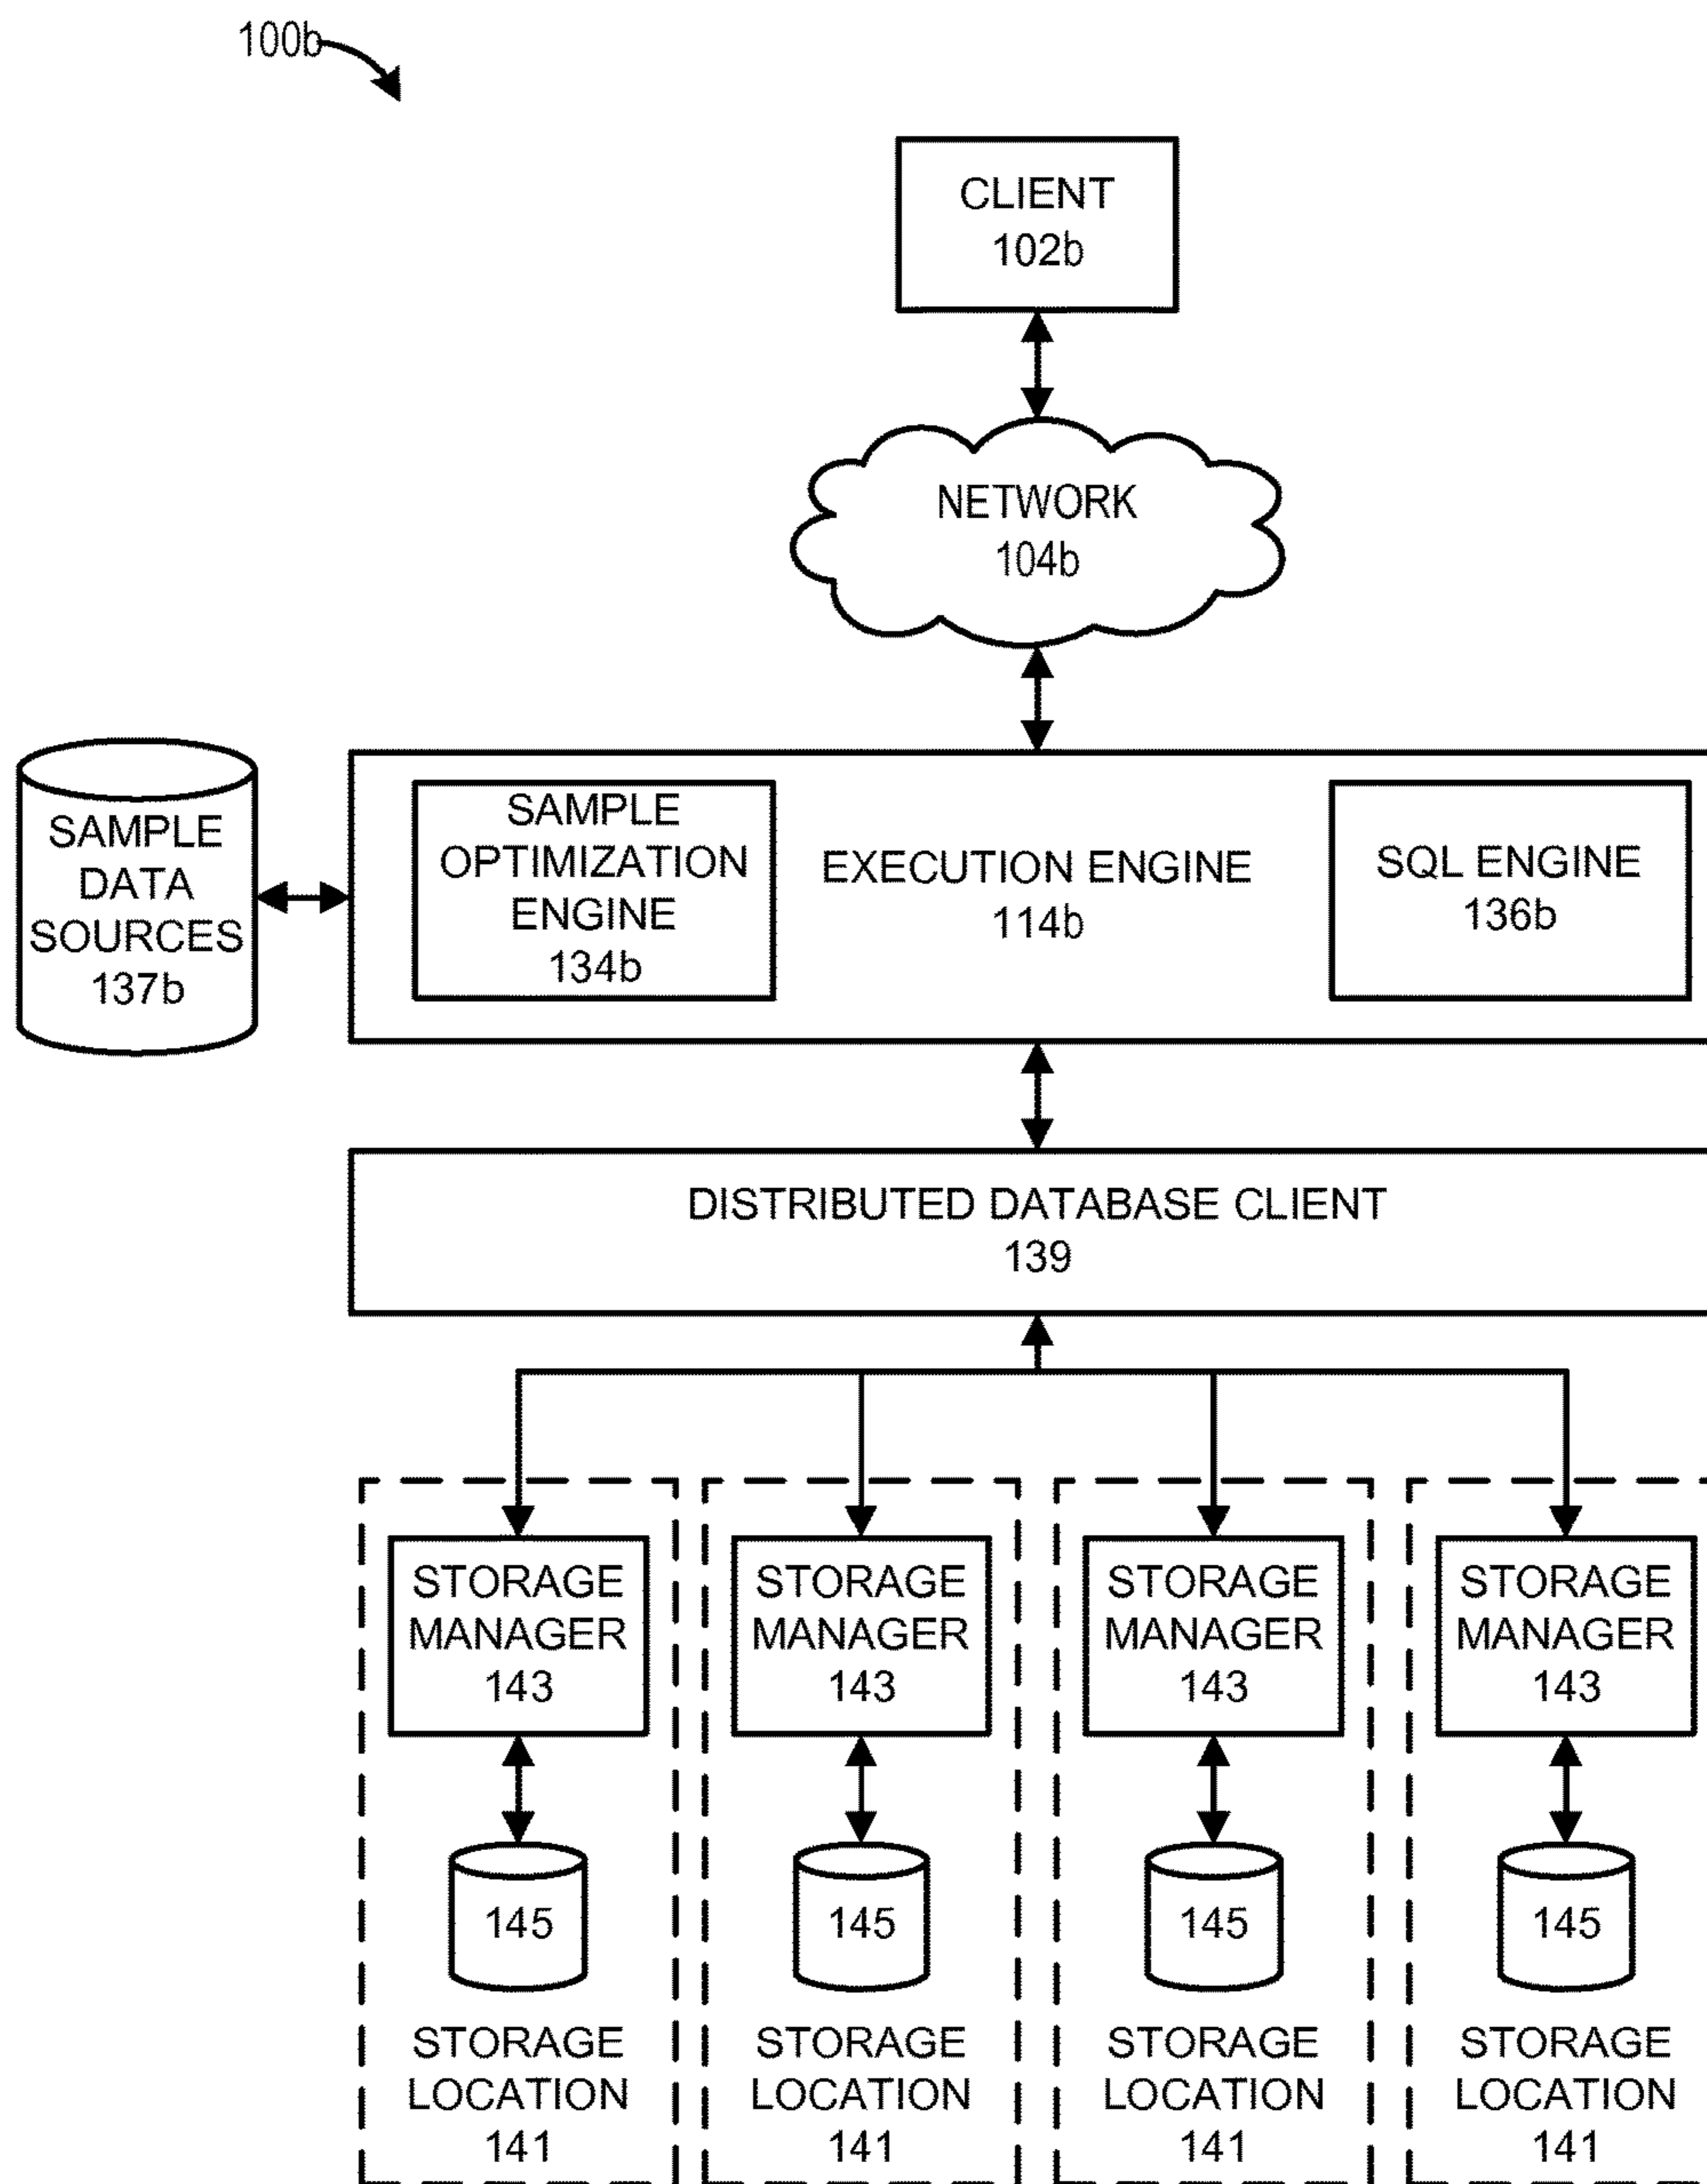 100b
CLIENT
102b
NETWORK
104b
SAMPLE
DATA
SOURCES
137b
SAMPLE
OPTIMIZATION
ENGINE
134b
EXECUTION ENGINE
114b
SQL ENGINE
136b
DISTRIBUTED DATABASE CLIENT
139
STORAGE
MANAGER
143
145
STORAGE
LOCATION
141
STORAGE
MANAGER
143
145
STORAGE
LOCATION
141
STORAGE
MANAGER
143
145
STORAGE
LOCATION
141
STORAGE
MANAGER
143
145
STORAGE
LOCATION
141